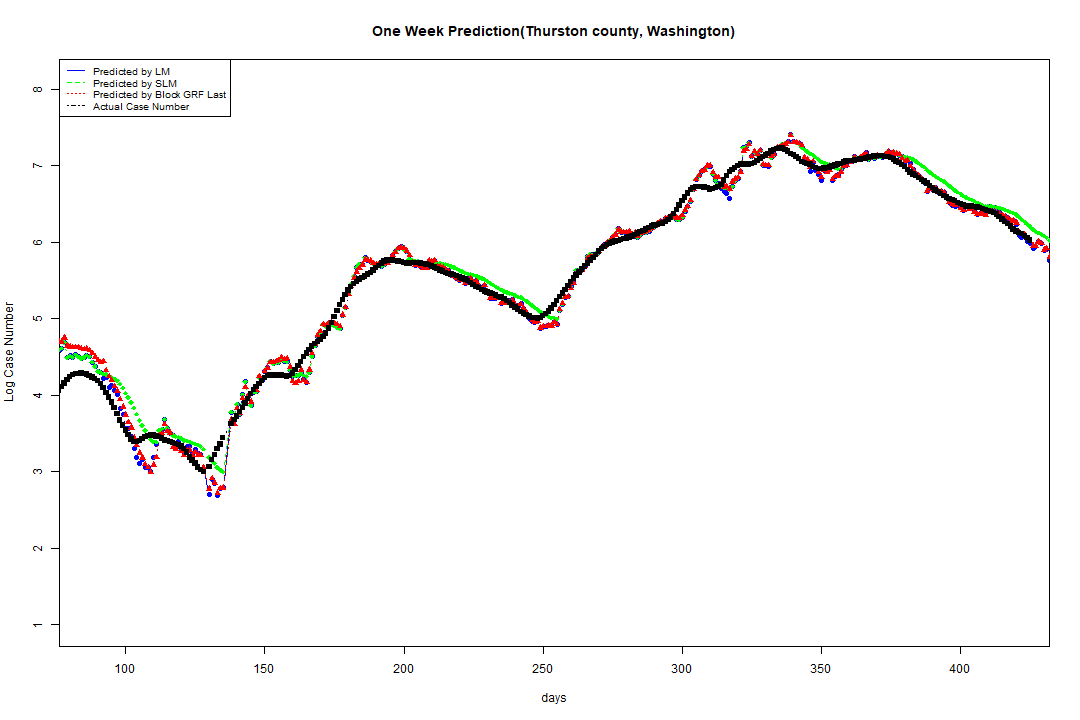 One Week Prediction(Thurston county, Washington)
Predicted by LM
Predicted by SLM
Predicted by Block GRF Last
Actual Case Number
Log Case Number
8
7
6
5
4
3
2
1
100 150 200 250 300 350 400
days